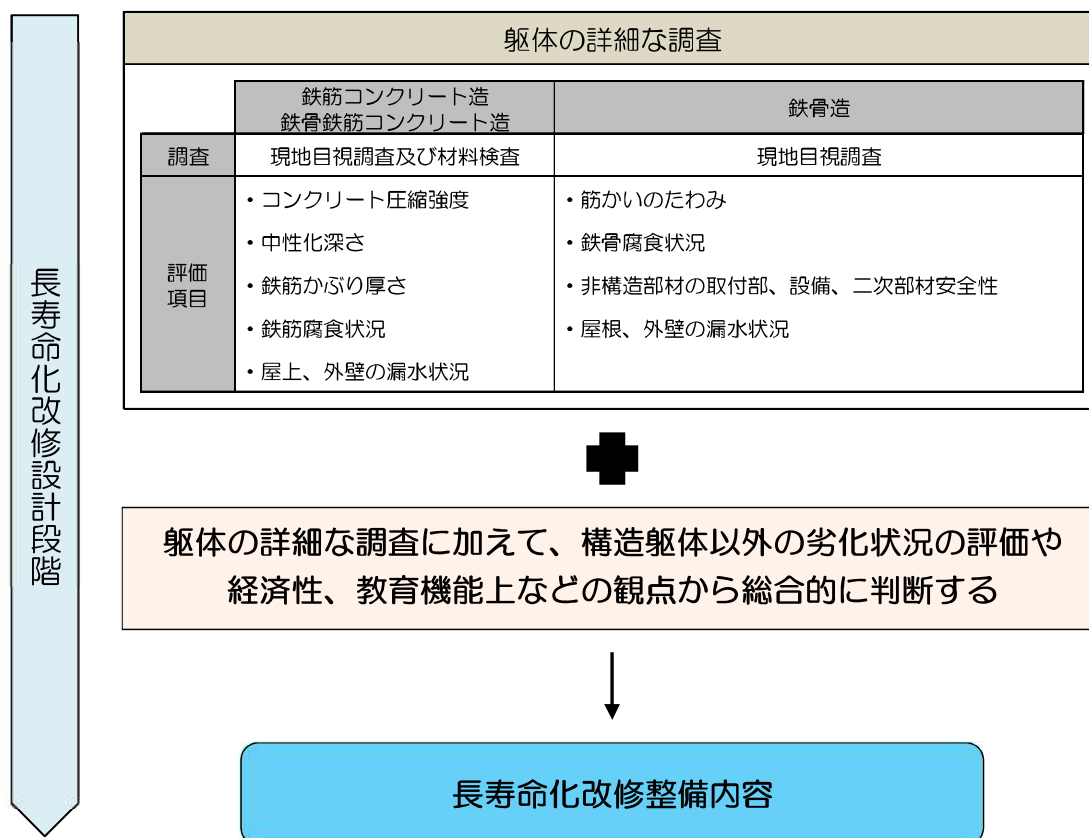 長寿命化改修設計段階
躯体の詳細な調査
鉄筋コンクリート造
鉄骨鉄筋コンクリート造
鉄骨造
調査
現地目視調査及び材料検査
現地目視調査
評価
項目
・コンクリート圧縮強度
・中性化深さ
・鉄筋かぶり厚さ
・鉄筋腐食状況
・屋上、外壁の漏水状況
・筋かいのたわみ
・鉄骨腐食状況
・非構造部材の取付部、設備、二次部材安全性
・屋根、外壁の漏水状況
躯体の詳細な調査に加えて、構造躯体以外の劣化状況の評価や
経済性、教育機能上などの観点から総合的に判断する
長寿命化改修整備内容